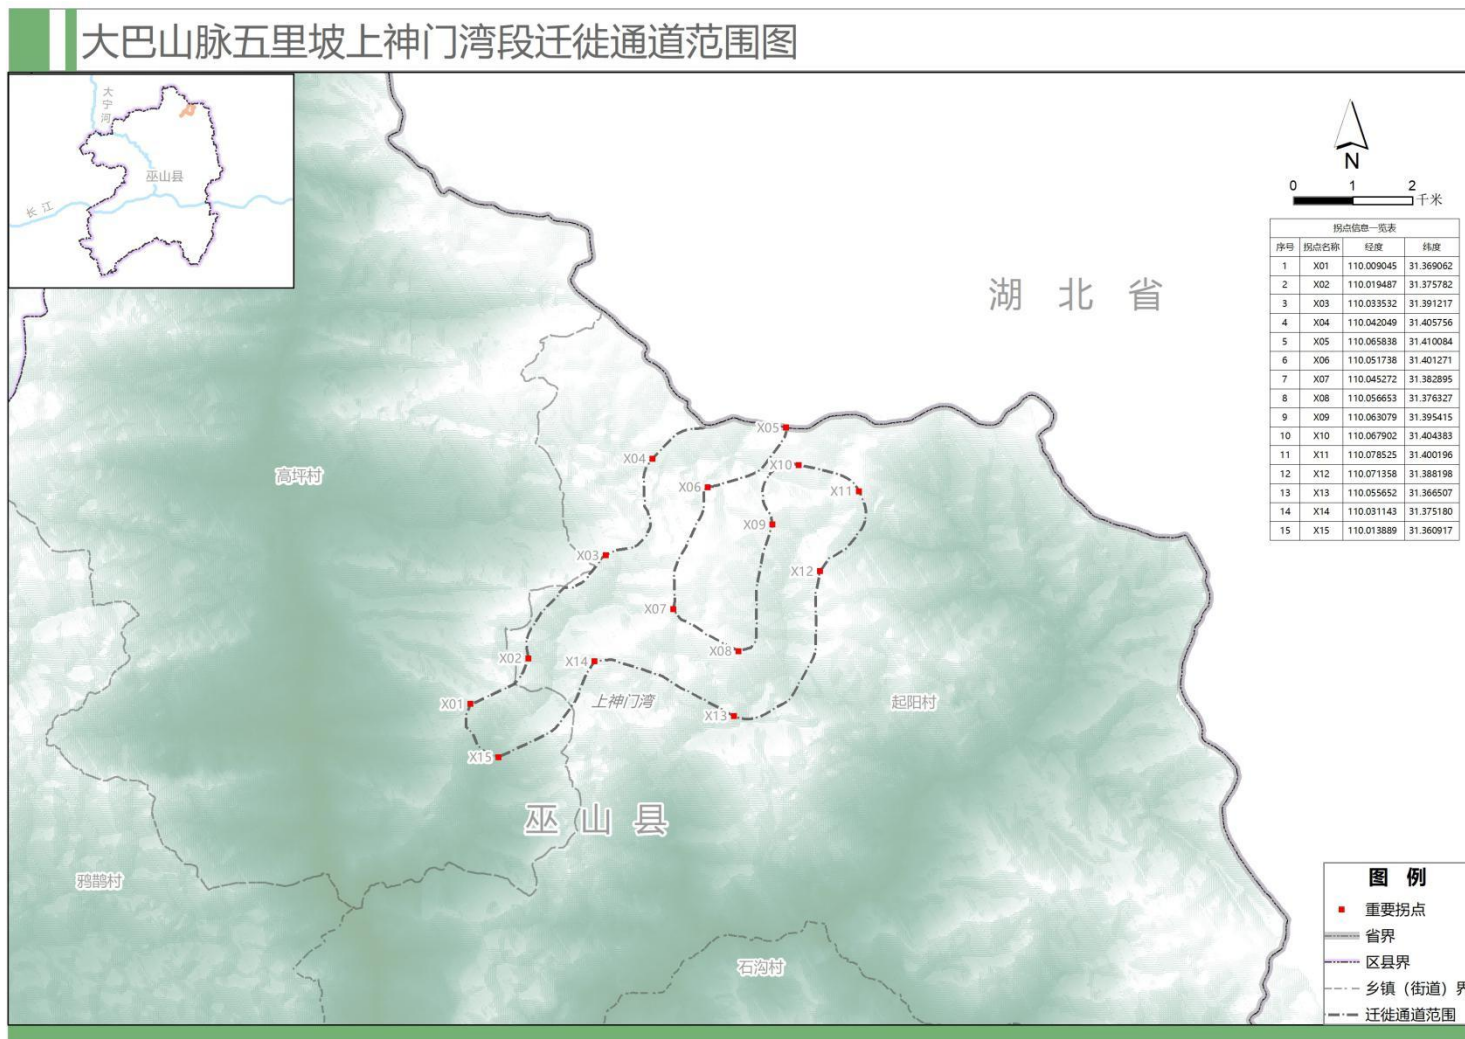 大巴山脉五里坡上神门湾段迁徙通道范围图
大宁河
巫山县
长江
N
0 1 2
千米
拐点信息一览表
序号 拐点名称 经度 纬度
1 X01 110.009045 31.369062
2 X02 110.019487 31.375782
3 X03 110.033532 31.391217
4 X04 110.042049 31.405756
5 X05 110.065838 31.410084
6 X06 110.051738 31.401271
7 X07 110.045272 31.382895
8 X08 110.056653 31.376327
9 X09 110.063079 31.395415
10 X10 110.067902 31.404383
11 X11 110.078525 31.400196
12 X12 110.071358 31.388198
13 X13 110.055652 31.366507
14 X14 110.031143 31.375180
15 X15 110.013889 31.360917
湖北省
X05
X04
X10
高坪村
X06
X11
X09
X03
X12
X07
X08
X02
X14
上神门湾
X01
起阳村
X13
X15
巫山县
鸦鹊村
石沟村
图 例
重要拐点
省界
区县界
乡镇（街道）界
迁徙通道范围